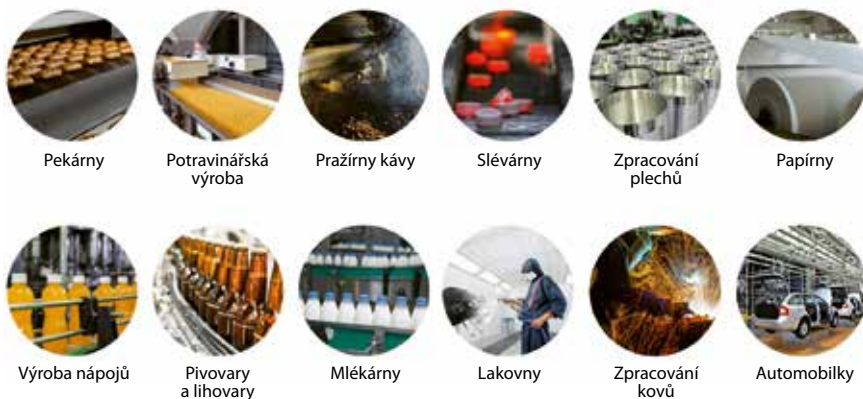 Pekárny
Potravinářská
výroba
Pražírny kávy
Slévárny
Zpracování
plechů
Papírny
Výroba nápojů
Pivovary
a lihovary
Mlékárny
Lakovny
Zpracování
kovů
Automobilky